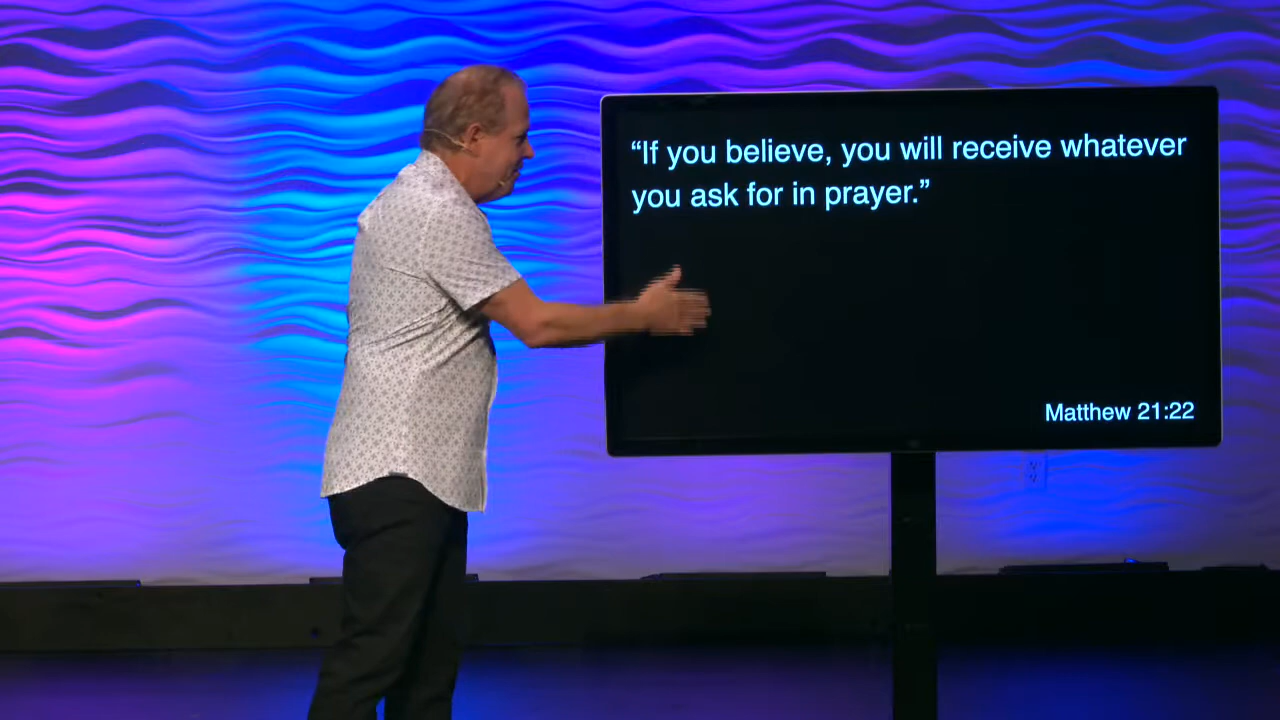 “If you believe, you will receive whatever
you ask for in prayer.”
Matthew 21:22